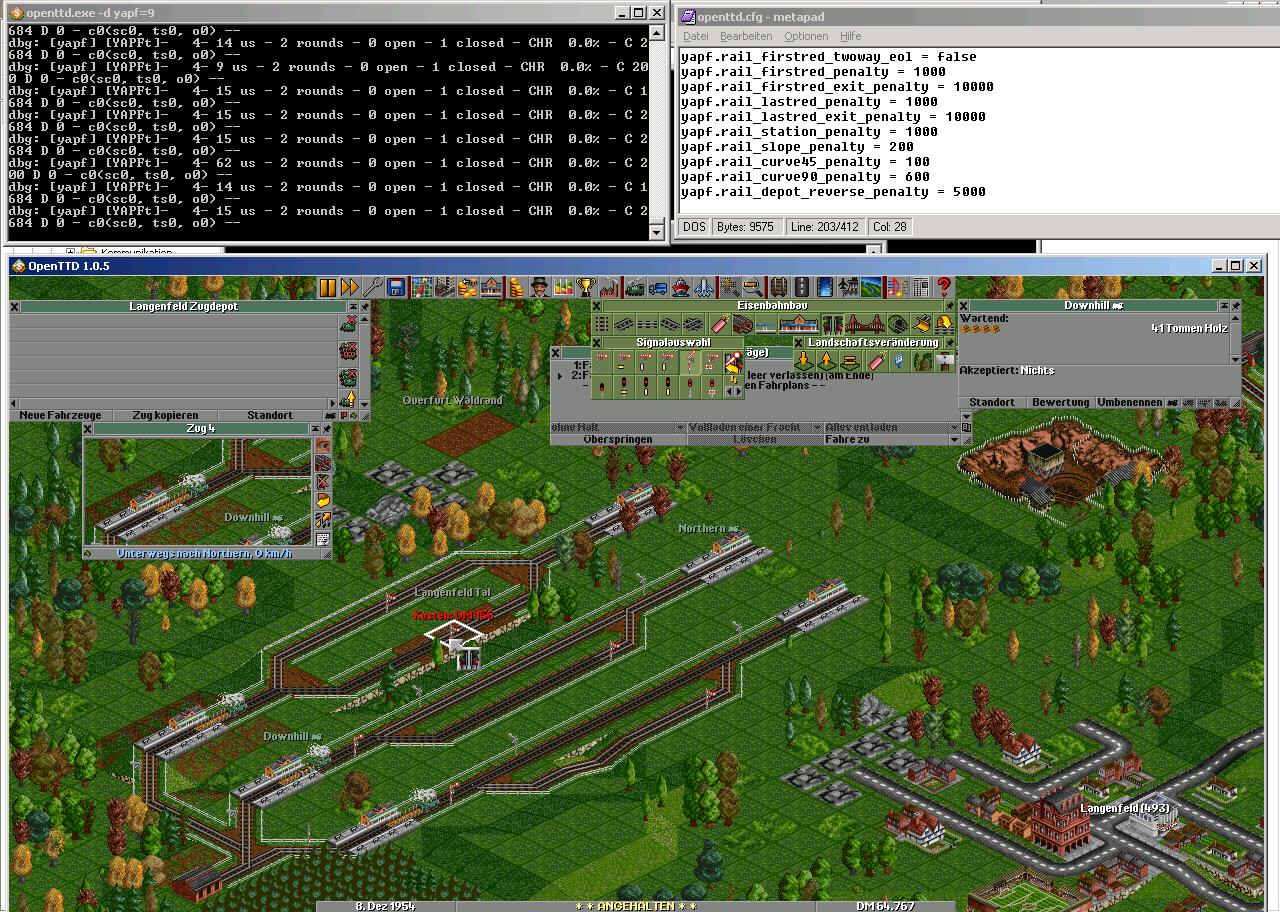 openttd.exe -d yapf=9
684 D 0 - c0(sc0, ts0, o0) --
dbg: [yapf] [YAPFt]-   4- 14 us - 2 rounds - 0 open - 1 closed - CHR  0.0% - C 2
684 D 0 - c0(sc0, ts0, o0) --
dbg: [yapf] [YAPFt]-   4- 9 us - 2 rounds - 0 open - 1 closed - CHR  0.0% - C 20
0 D 0 - c0(sc0, ts0, o0) --
dbg: [yapf] [YAPFt]-   4- 15 us - 2 rounds - 0 open - 1 closed - CHR  0.0% - C 1
684 D 0 - c0(sc0, ts0, o0) --
dbg: [yapf] [YAPFt]-   4- 15 us - 2 rounds - 0 open - 1 closed - CHR  0.0% - C 2
684 D 0 - c0(sc0, ts0, o0) --
dbg: [yapf] [YAPFt]-   4- 15 us - 2 rounds - 0 open - 1 closed - CHR  0.0% - C 2
684 D 0 - c0(sc0, ts0, o0) --
dbg: [yapf] [YAPFt]-   4- 62 us - 2 rounds - 0 open - 1 closed - CHR  0.0% - C 2
00 D 0 - c0(sc0, ts0, o0) --
dbg: [yapf] [YAPFt]-   4- 14 us - 2 rounds - 0 open - 1 closed - CHR  0.0% - C 1
684 D 0 - c0(sc0, ts0, o0) --
dbg: [yapf] [YAPFt]-   4- 15 us - 2 rounds - 0 open - 1 closed - CHR  0.0% - C 2
684 D 0 - c0(sc0, ts0, o0) --
openttd.cfg - metapad
Datei Bearbeiten Optionen Hilfe
yapf.rail_firstred_twoway_eol = false
yapf.rail_firstred_penalty = 1000
yapf.rail_firstred_exit_penalty = 10000
yapf.rail_lastred_penalty = 1000
yapf.rail_lastred_exit_penalty = 10000
yapf.rail_station_penalty = 1000
yapf.rail_slope_penalty = 200
yapf.rail_curve45_penalty = 100
yapf.rail_curve90_penalty = 600
yapf.rail_depot_reverse_penalty = 5000
DOS Bytes: 9575 Line: 203/412 Col: 28
Kommunikation
OpenTTD 1.0.5
Langenfeld Zugdepot
Neue Fahrzeuge Zug kopieren Standort
Zug 4
Downhill
Unterwegs nach Northern, 0 km/h
Eisenbahnbau
Signalauswahl
Landschaftsveränderung
äge)
1:F
2:F
leer verlassen) [am Ende]
en Fahrplans - -
ohne Halt Vollladen einer Fracht Alles entladen
Überspringen Löschen Fahre zu
Downhill
Wartend:
41 Tonnen Holz
Akzeptiert: Nichts
Standort Bewertung Umbenennen
Querfurt Waldrand
Northern
Langenfeld Tal
Kosten: DM 160
Downhill
Langenfeld (493)
8. Dez 1954
* * ANGEHALTEN * *
DM 64.767